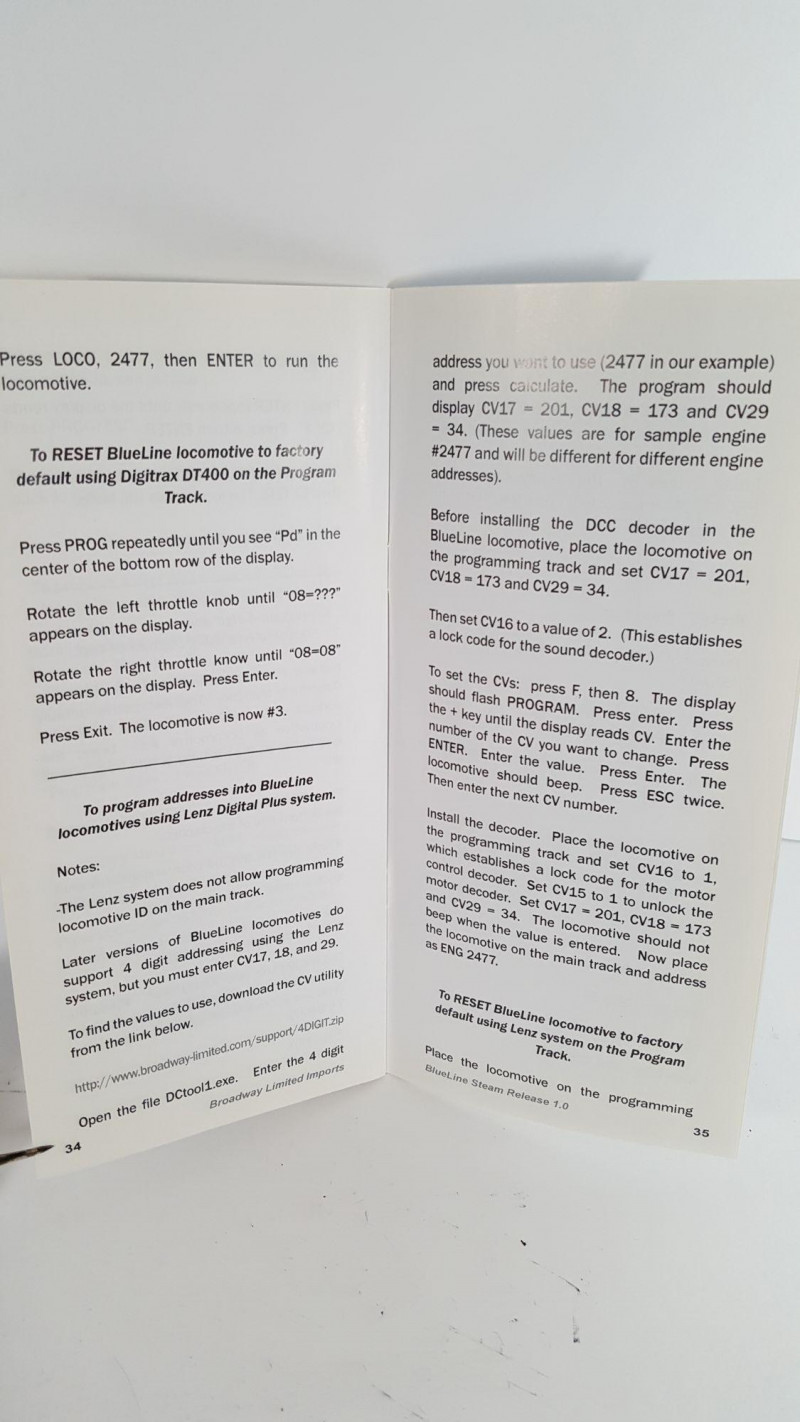 Press LOCO, 2477, then ENTER to run the
locomotive.
To RESET BlueLine locomotive to factory
default using Digitrax DT400 on the Program
Track.
Press PROG repeatedly until you see “Pd” in the
center of the bottom row of the display.
Rotate the left throttle knob until “08=???”
appears on the display.
Rotate the right throttle know until “08=08”
appears on the display. Press Enter.
Press Exit. The locomotive is now #3.
To program addresses into BlueLine
locomotives using Lenz Digital Plus system.
Notes:
-The Lenz system does not allow programming
locomotive ID on the main track.
Later versions of BlueLine locomotives do
support 4 digit addressing using the Lenz
system, but you must enter CV17, 18, and 29.
To find the values to use, download the CV utility
from the link below.
http://www.broadway-limited.com/support/4DIGIT.zip
Open the file DCtool1.exe. Enter the 4 digit
Broadway Limited Imports
34
address you want to use (2477 in our example)
and press calculate. The program should
display CV17 = 201, CV18 = 173 and CV29
= 34. (These values are for sample engine
#2477 and will be different for different engine
addresses).
Before installing the DCC decoder in the
BlueLine locomotive, place the locomotive on
the programming track and set CV17 = 201,
CV18 = 173 and CV29 = 34.
Then set CV16 to a value of 2. (This establishes
a lock code for the sound decoder.)
To set the CVs: press F, then 8. The display
should flash PROGRAM. Press enter. Press
the + key until the display reads CV. Enter the
number of the CV you want to change. Press
ENTER. Enter the value. Press Enter. The
locomotive should beep. Press ESC twice.
Then enter the next CV number.
Install the decoder. Place the locomotive on
the programming track and set CV16 to 1,
which establishes a lock code for the motor
control decoder. Set CV15 to 1 to unlock the
motor decoder. Set CV17 = 201, CV18 = 173
and CV29 = 34. The locomotive should not
beep when the value is entered. Now place
the locomotive on the main track and address
as ENG 2477.
To RESET BlueLine locomotive to factory
default using Lenz system on the Program
Track.
Place the locomotive on the programming
BlueLine Steam Release 1.0
35